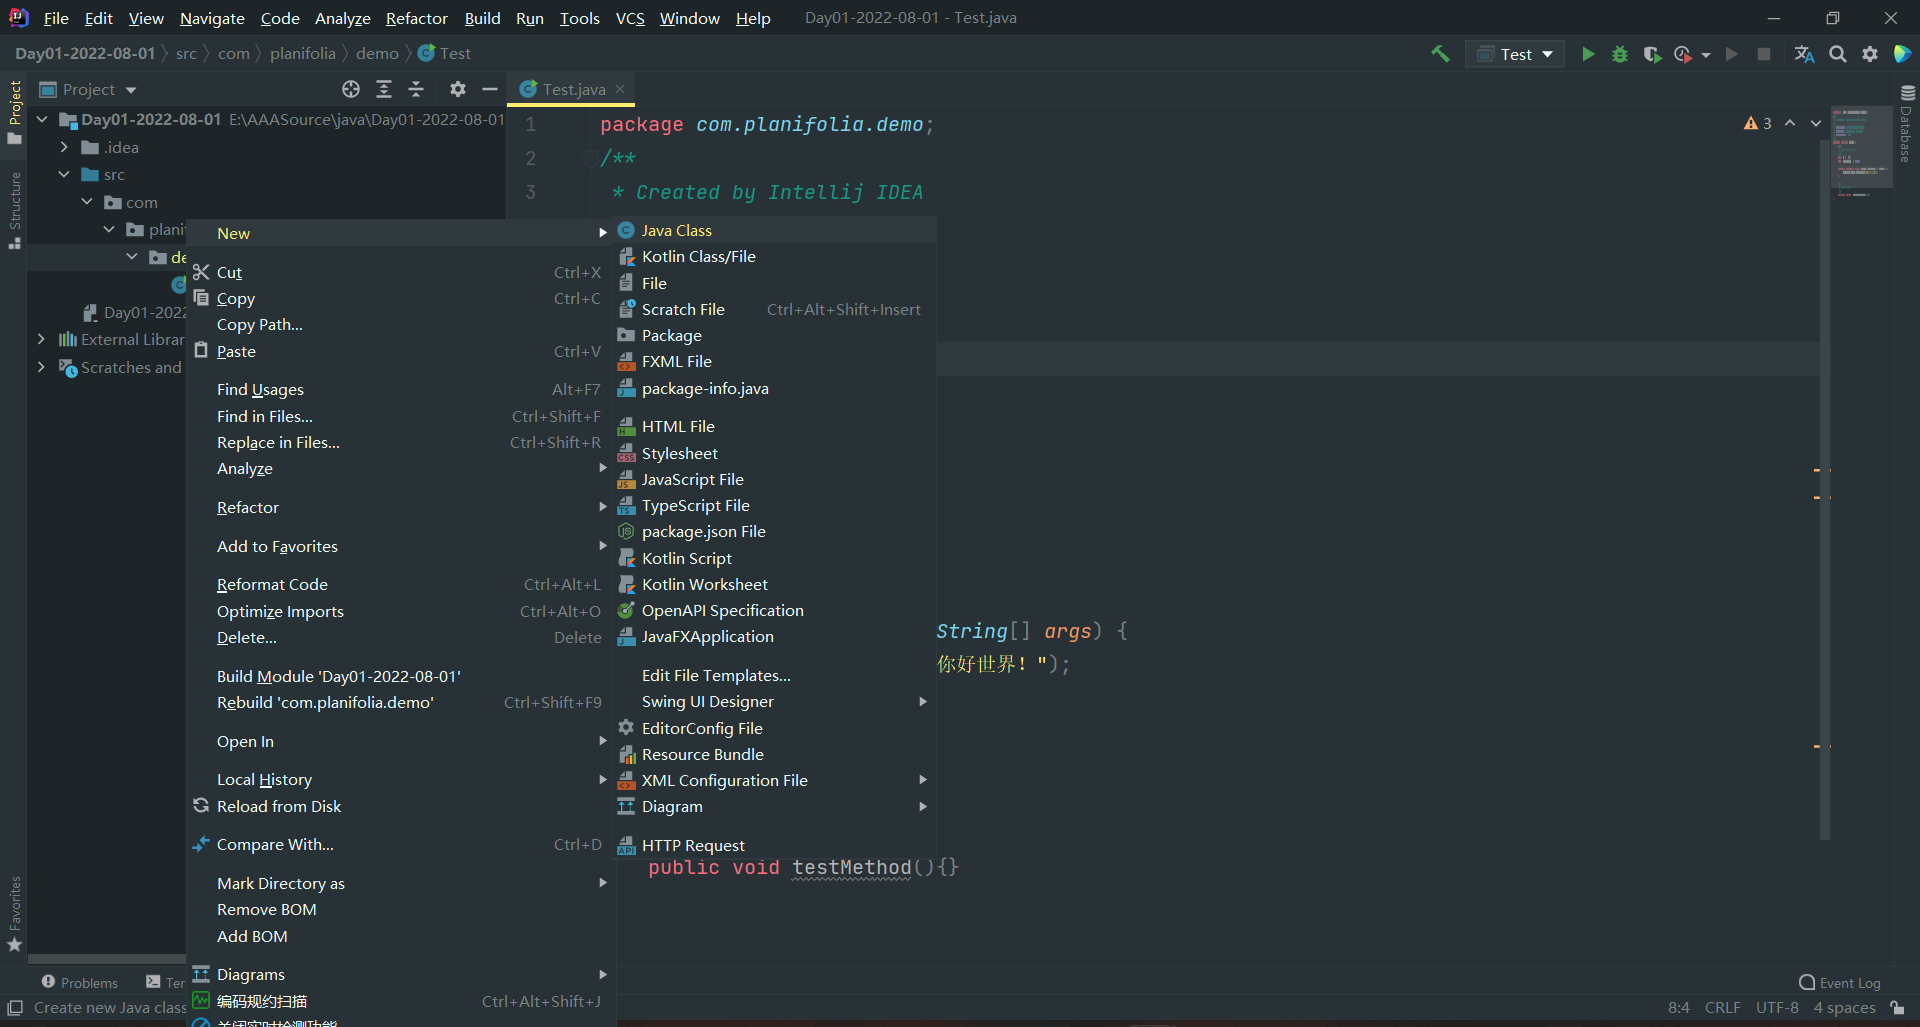 File Edit View Navigate Code Analyze Refactor Build Run Tools VCS Window Help Day01-2022-08-01 - Test.java
Day01-2022-08-01 src com planifolia demo Test
Test
Project
Test.java
Project
Structure
Favorites
Database
Day01-2022-08-01 E:\AAASource\java\Day01-2022-08-01
.idea
src
com
planif
de
Day01-2022
External Librar
Scratches and
1 package com.planifolia.demo;
2 /**
3 * Created by Intellij IDEA
3
String[] args) {
你好世界！");
public void testMethod(){}
New
Cut Ctrl+X
Copy Ctrl+C
Copy Path...
Paste Ctrl+V
Find Usages Alt+F7
Find in Files... Ctrl+Shift+F
Replace in Files... Ctrl+Shift+R
Analyze
Refactor
Add to Favorites
Reformat Code Ctrl+Alt+L
Optimize Imports Ctrl+Alt+O
Delete... Delete
Build Module 'Day01-2022-08-01'
Rebuild 'com.planifolia.demo' Ctrl+Shift+F9
Open In
Local History
Reload from Disk
Compare With... Ctrl+D
Mark Directory as
Remove BOM
Add BOM
Diagrams
编码规约扫描 Ctrl+Alt+Shift+J
关闭实时检测功能
Java Class
Kotlin Class/File
File
Scratch File Ctrl+Alt+Shift+Insert
Package
FXML File
package-info.java
HTML File
Stylesheet
JavaScript File
TypeScript File
package.json File
Kotlin Script
Kotlin Worksheet
OpenAPI Specification
JavaFXApplication
Edit File Templates...
Swing UI Designer
EditorConfig File
Resource Bundle
XML Configuration File
Diagram
HTTP Request
Problems Ter
Event Log
Create new Java class
8:4 CRLF UTF-8 4 spaces